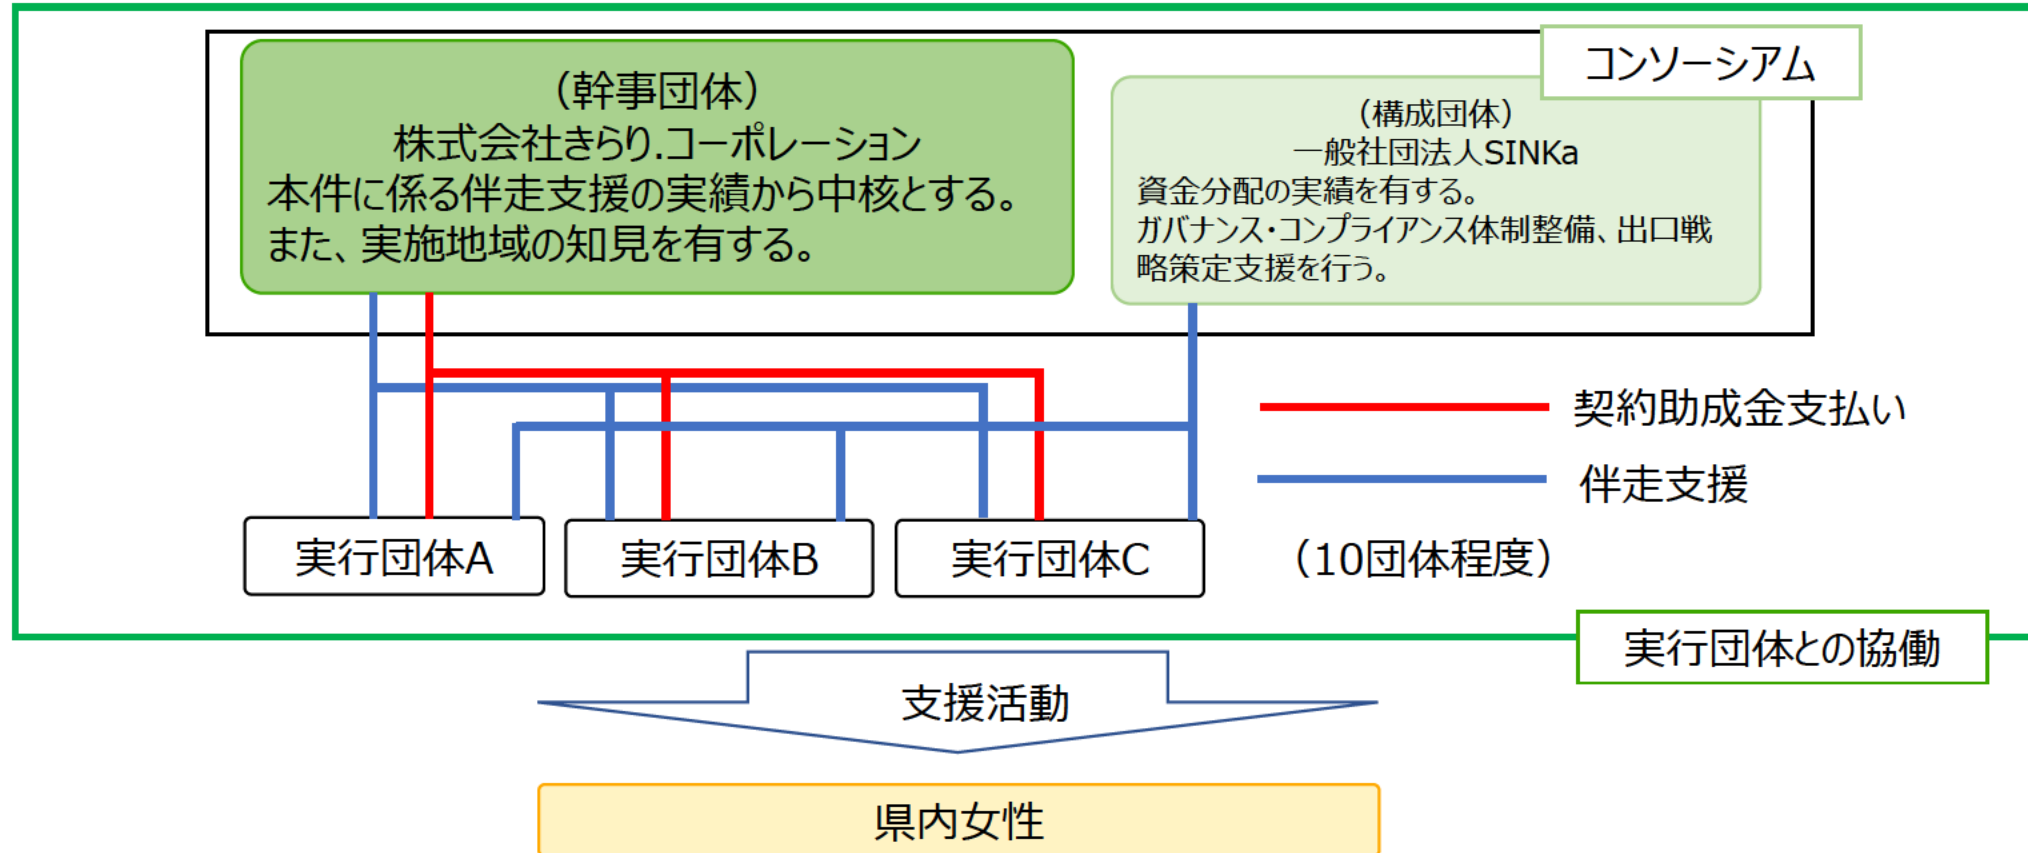 コンソーシアム
（幹事団体）
株式会社きらり.コーポレーション
本件に係る伴走支援の実績から中核とする。
また、実施地域の知見を有する。
（構成団体）
一般社団法人SINKa
資金分配の実績を有する。
ガバナンス・コンプライアンス体制整備、出口戦
略策定支援を行う。
契約助成金支払い
伴走支援
実行団体A
実行団体B
実行団体C
（10団体程度）
実行団体との協働
支援活動
県内女性